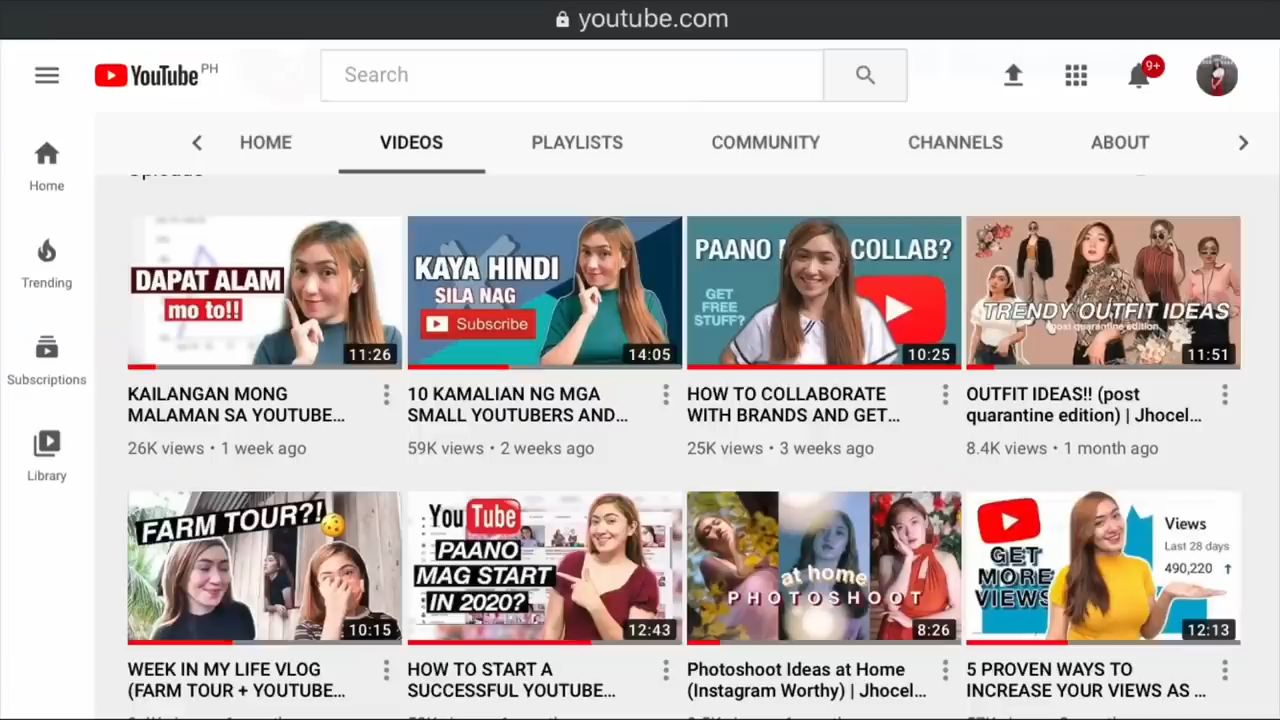 youtube.com
YouTube PH
Search
9+
HOME
VIDEOS
PLAYLISTS
COMMUNITY
CHANNELS
ABOUT
Home
Trending
Subscriptions
Library
Uploads
DAPAT ALAM
mo to!!
11:26
KAYA HINDI
SILA NAG
Subscribe
14:05
PAANO M COLLAB?
GET
FREE
STUFF?
10:25
TRENDY OUTFIT IDEAS
(post quarantine edition)
11:51
KAILANGAN MONG
MALAMAN SA YOUTUBE...
26K views • 1 week ago
10 KAMALIAN NG MGA
SMALL YOUTUBERS AND...
59K views • 2 weeks ago
HOW TO COLLABORATE
WITH BRANDS AND GET...
25K views • 3 weeks ago
OUTFIT IDEAS!! (post
quarantine edition) | Jhocel...
8.4K views • 1 month ago
FARM TOUR?!
10:15
YouTube
PAANO
MAG START
IN 2020?
12:43
at home
PHOTOSHOOT
8:26
GET
MORE
VIEWS
Views
Last 28 days
490,220 ↑
12:13
WEEK IN MY LIFE VLOG
(FARM TOUR + YOUTUBE...
HOW TO START A
SUCCESSFUL YOUTUBE...
Photoshoot Ideas at Home
(Instagram Worthy) | Jhocel...
5 PROVEN WAYS TO
INCREASE YOUR VIEWS AS ...